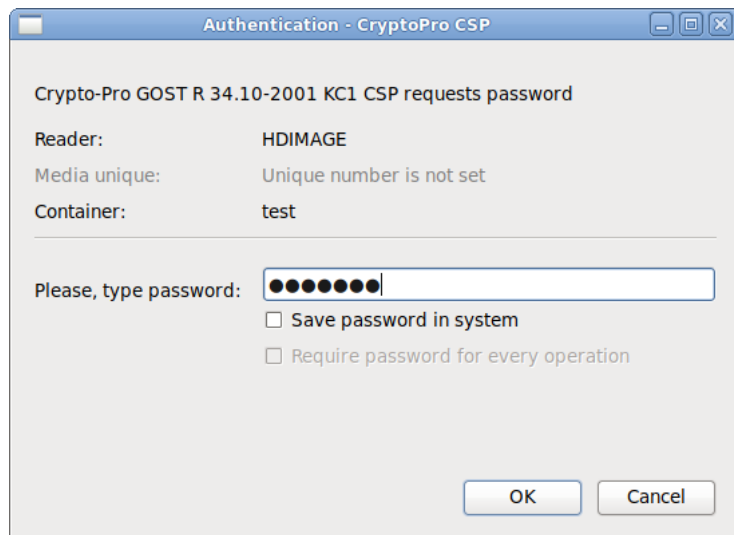 Authentication - CryptoPro CSP
Crypto-Pro GOST R 34.10-2001 KC1 CSP requests password
Reader: HDIMAGE
Media unique: Unique number is not set
Container: test
Please, type password: ●●●●●●●
Save password in system
Require password for every operation
OK Cancel